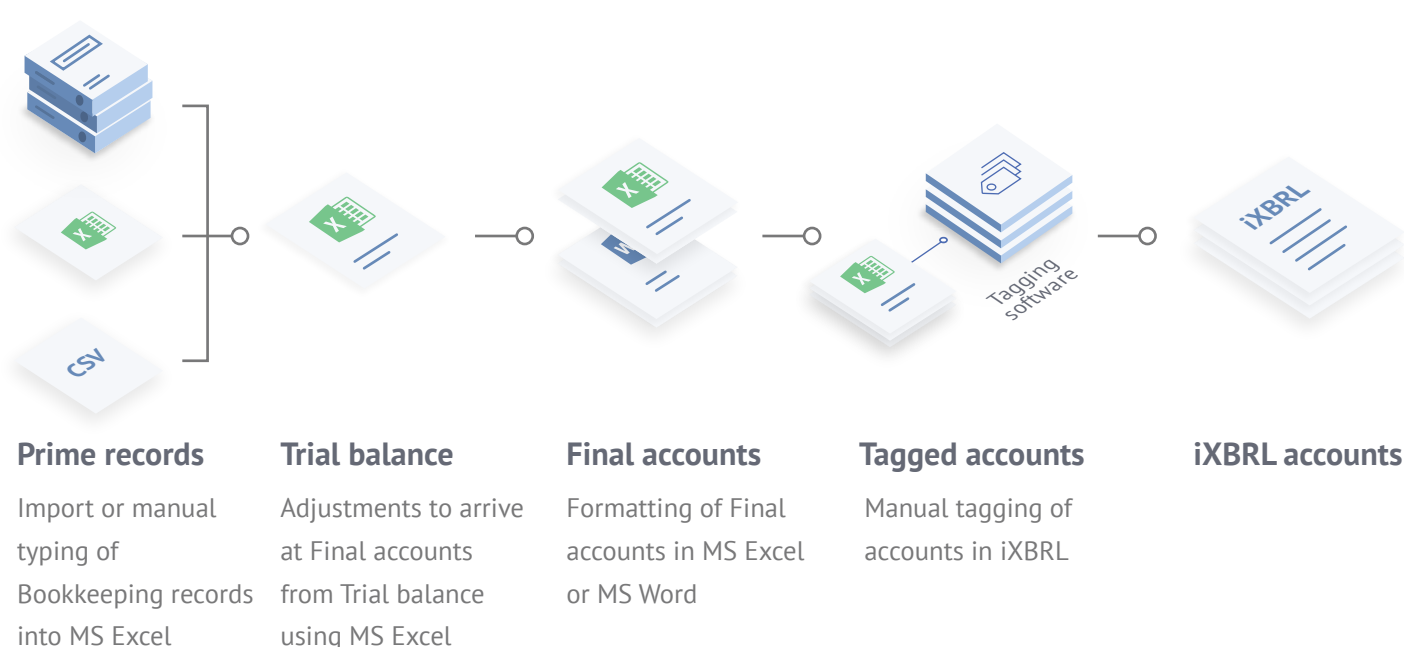 X
CSV
X
X
W
X
Tagging
software
iXBRL
Prime records
Import or manual
typing of
Bookkeeping records
into MS Excel
Trial balance
Adjustments to arrive
at Final accounts
from Trial balance
using MS Excel
Final accounts
Formatting of Final
accounts in MS Excel
or MS Word
Tagged accounts
Manual tagging of
accounts in iXBRL
iXBRL accounts